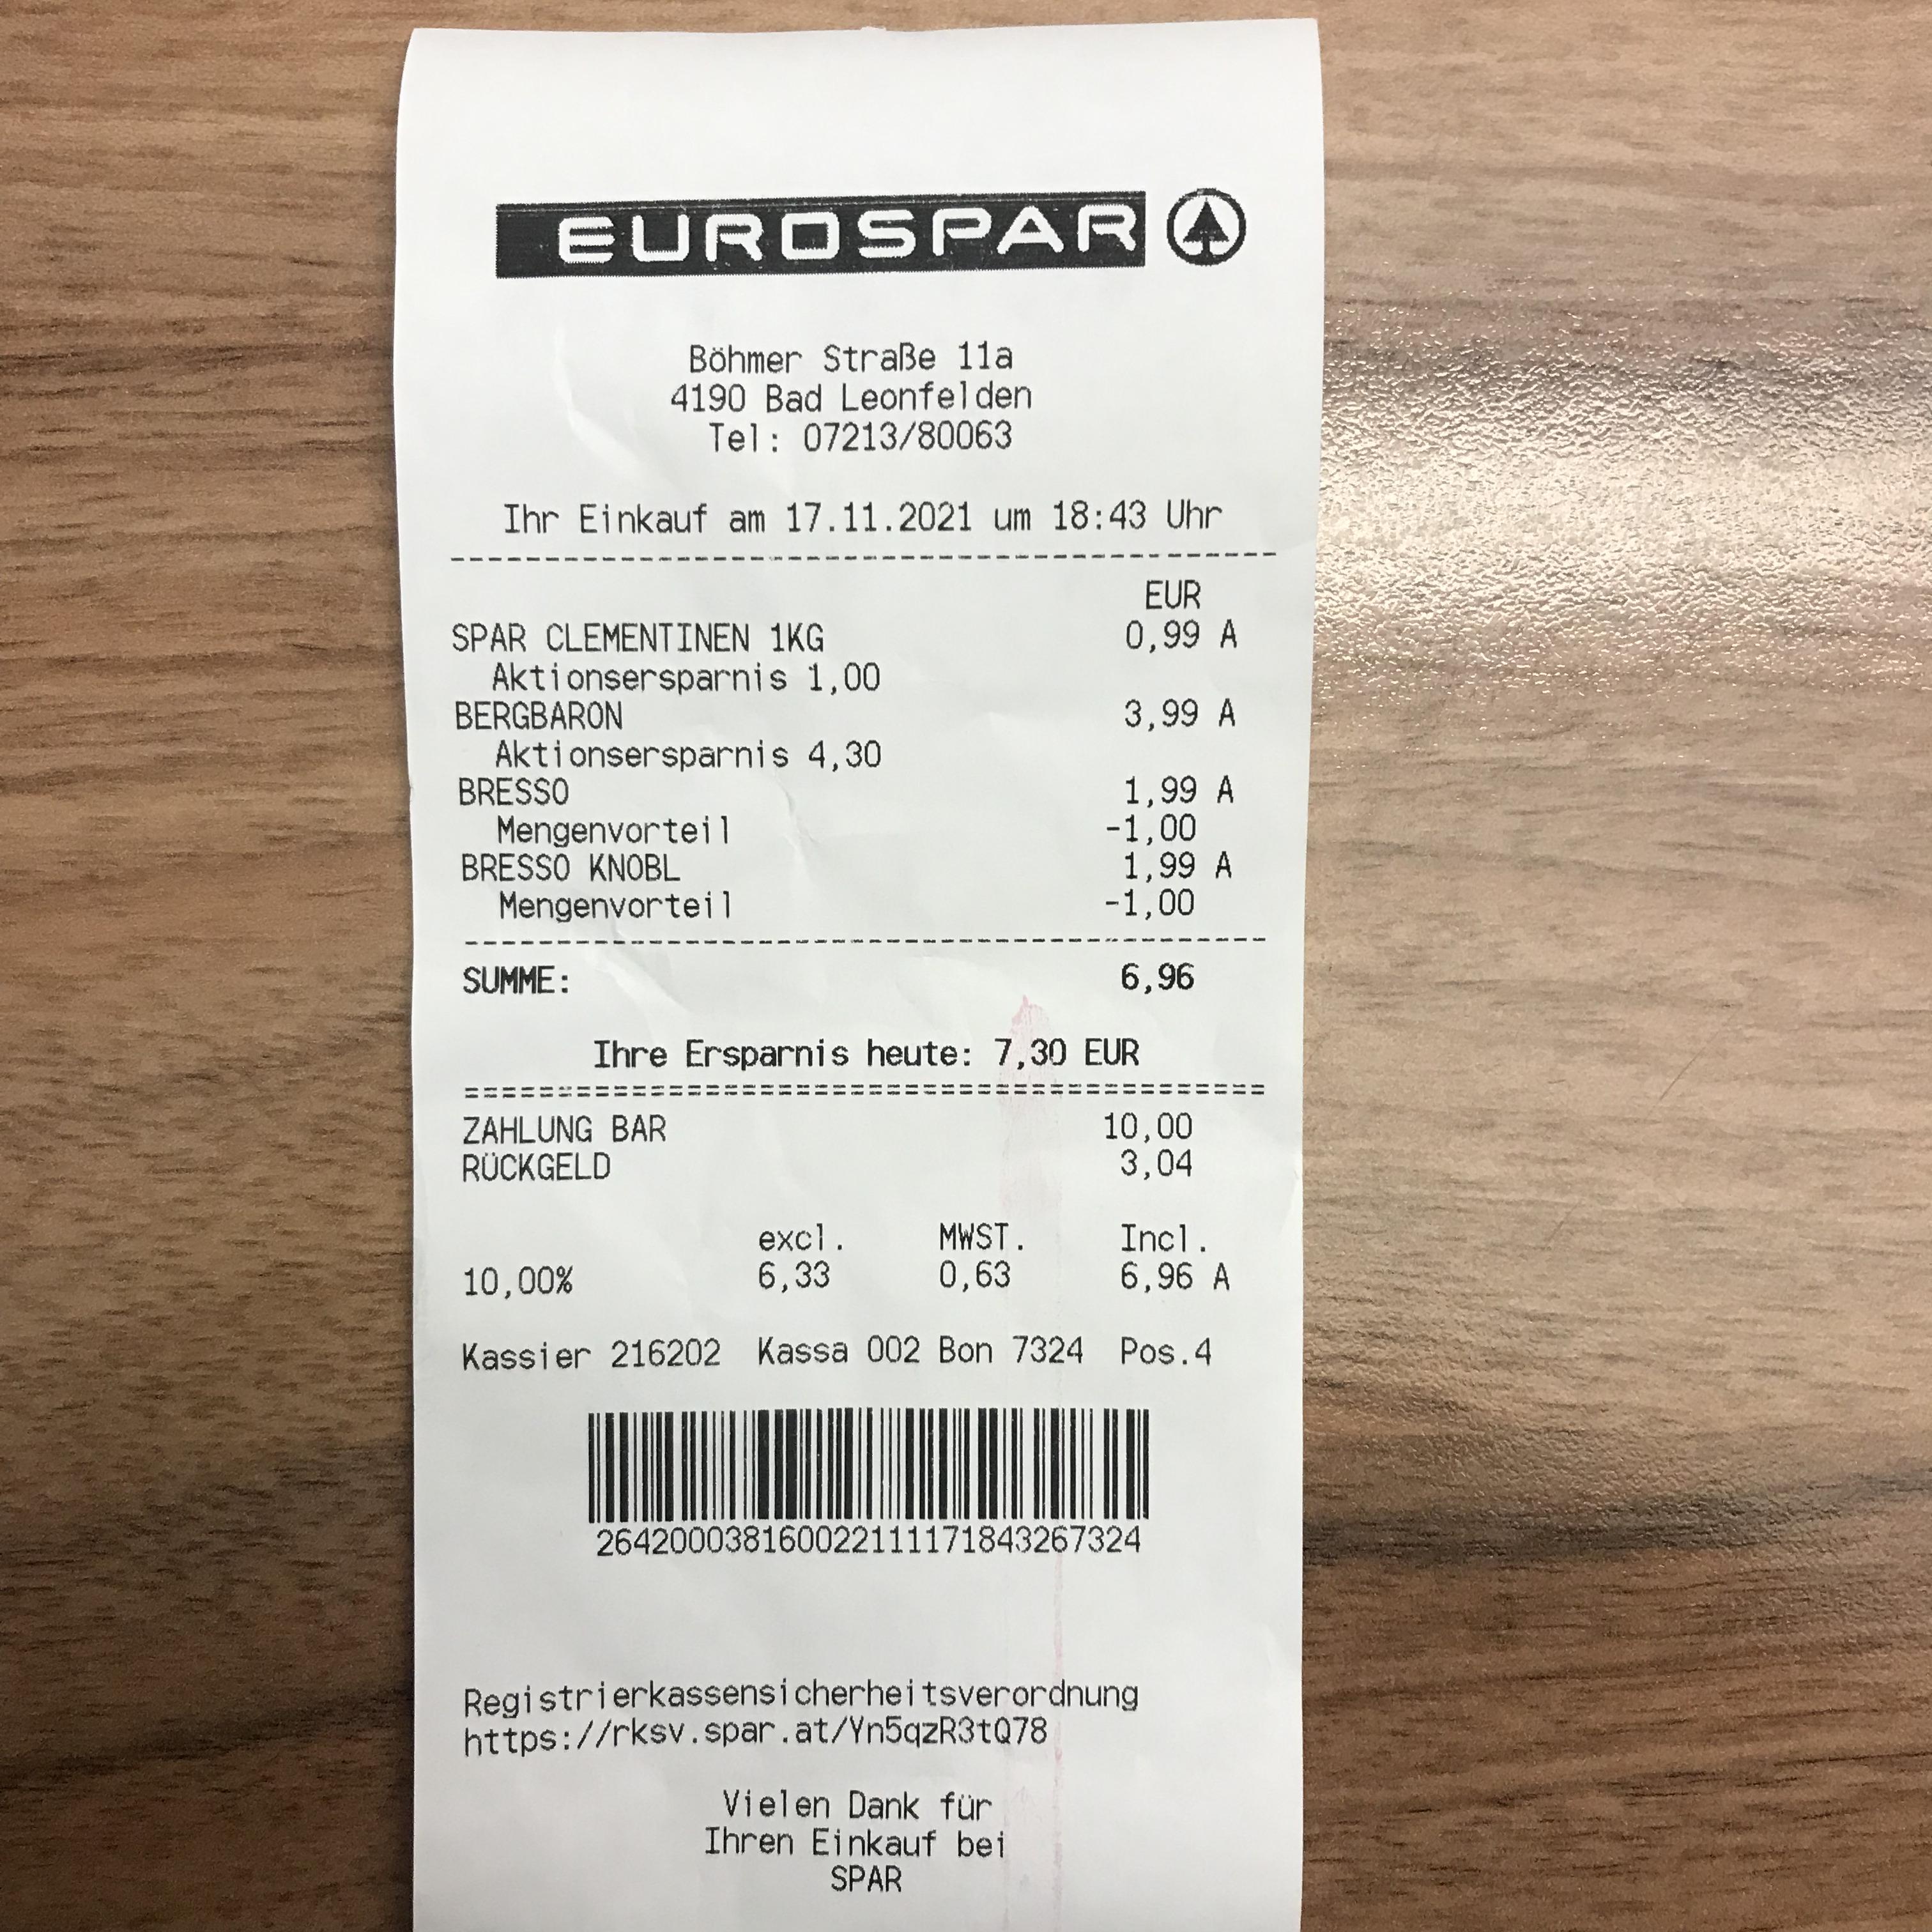 EUROSPAR
Böhmer Straße 11a
4190 Bad Leonfelden
Tel: 07213/80063
Ihr Einkauf am 17.11.2021 um 18:43 Uhr
EUR
SPAR CLEMENTINEN 1KG 0,99 A
Aktionsersparnis 1,00
BERGBARON 3,99 A
Aktionsersparnis 4,30
BRESSO 1,99 A
Mengenvorteil -1,00
BRESSO KNOBL 1,99 A
Mengenvorteil -1,00
SUMME: 6,96
Ihre Ersparnis heute: 7,30 EUR
ZAHLUNG BAR 10,00
RÜCKGELD 3,04
excl. MWST. Incl.
10,00% 6,33 0,63 6,96 A
Kassier 216202 Kassa 002 Bon 7324 Pos.4
264200038160022111171843267324
Registrierkassensicherheitsverordnung
https://rksv.spar.at/Yn5qzR3tQ78
Vielen Dank für
Ihren Einkauf bei
SPAR